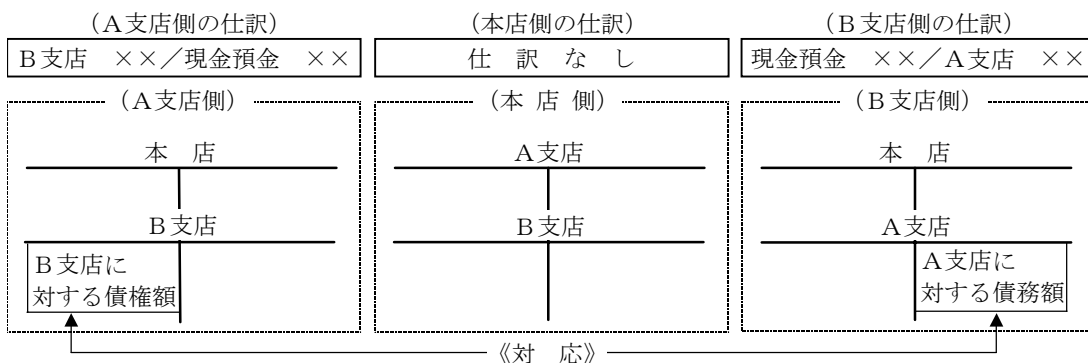 （Ａ支店側の仕訳）
Ｂ支店　××／現金預金　××
（本店側の仕訳）
仕　訳　な　し
（Ｂ支店側の仕訳）
現金預金　××／Ａ支店　××
（Ａ支店側）
本　店
Ｂ支店
Ｂ支店に
対する債権額
（本 店 側）
Ａ支店
Ｂ支店
（Ｂ支店側）
本　店
Ａ支店
Ａ支店に
対する債務額
《対　応》